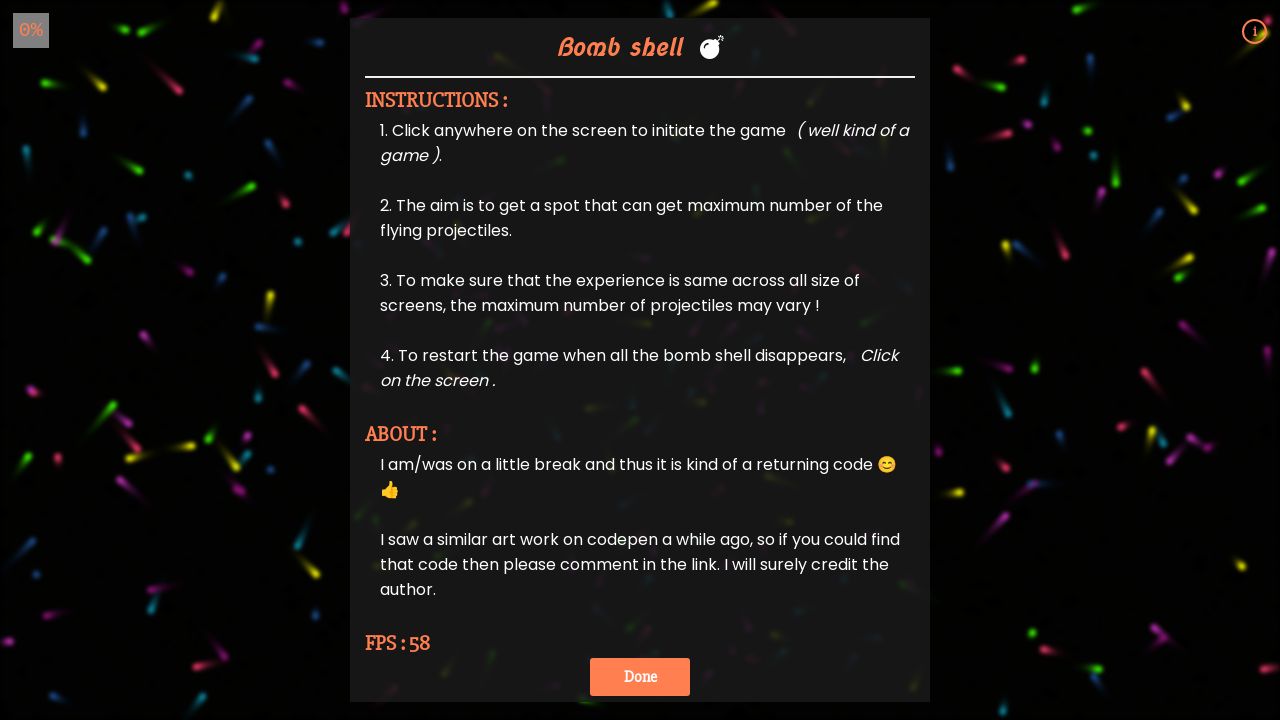 0%
i
Bomb shell 💣
INSTRUCTIONS :
1. Click anywhere on the screen to initiate the game ( well kind of a
game ).
2. The aim is to get a spot that can get maximum number of the
flying projectiles.
3. To make sure that the experience is same across all size of
screens, the maximum number of projectiles may vary !
4. To restart the game when all the bomb shell disappears, Click
on the screen .
ABOUT :
I am/was on a little break and thus it is kind of a returning code 😊
👍
I saw a similar art work on codepen a while ago, so if you could find
that code then please comment in the link. I will surely credit the
author.
FPS : 58
Done